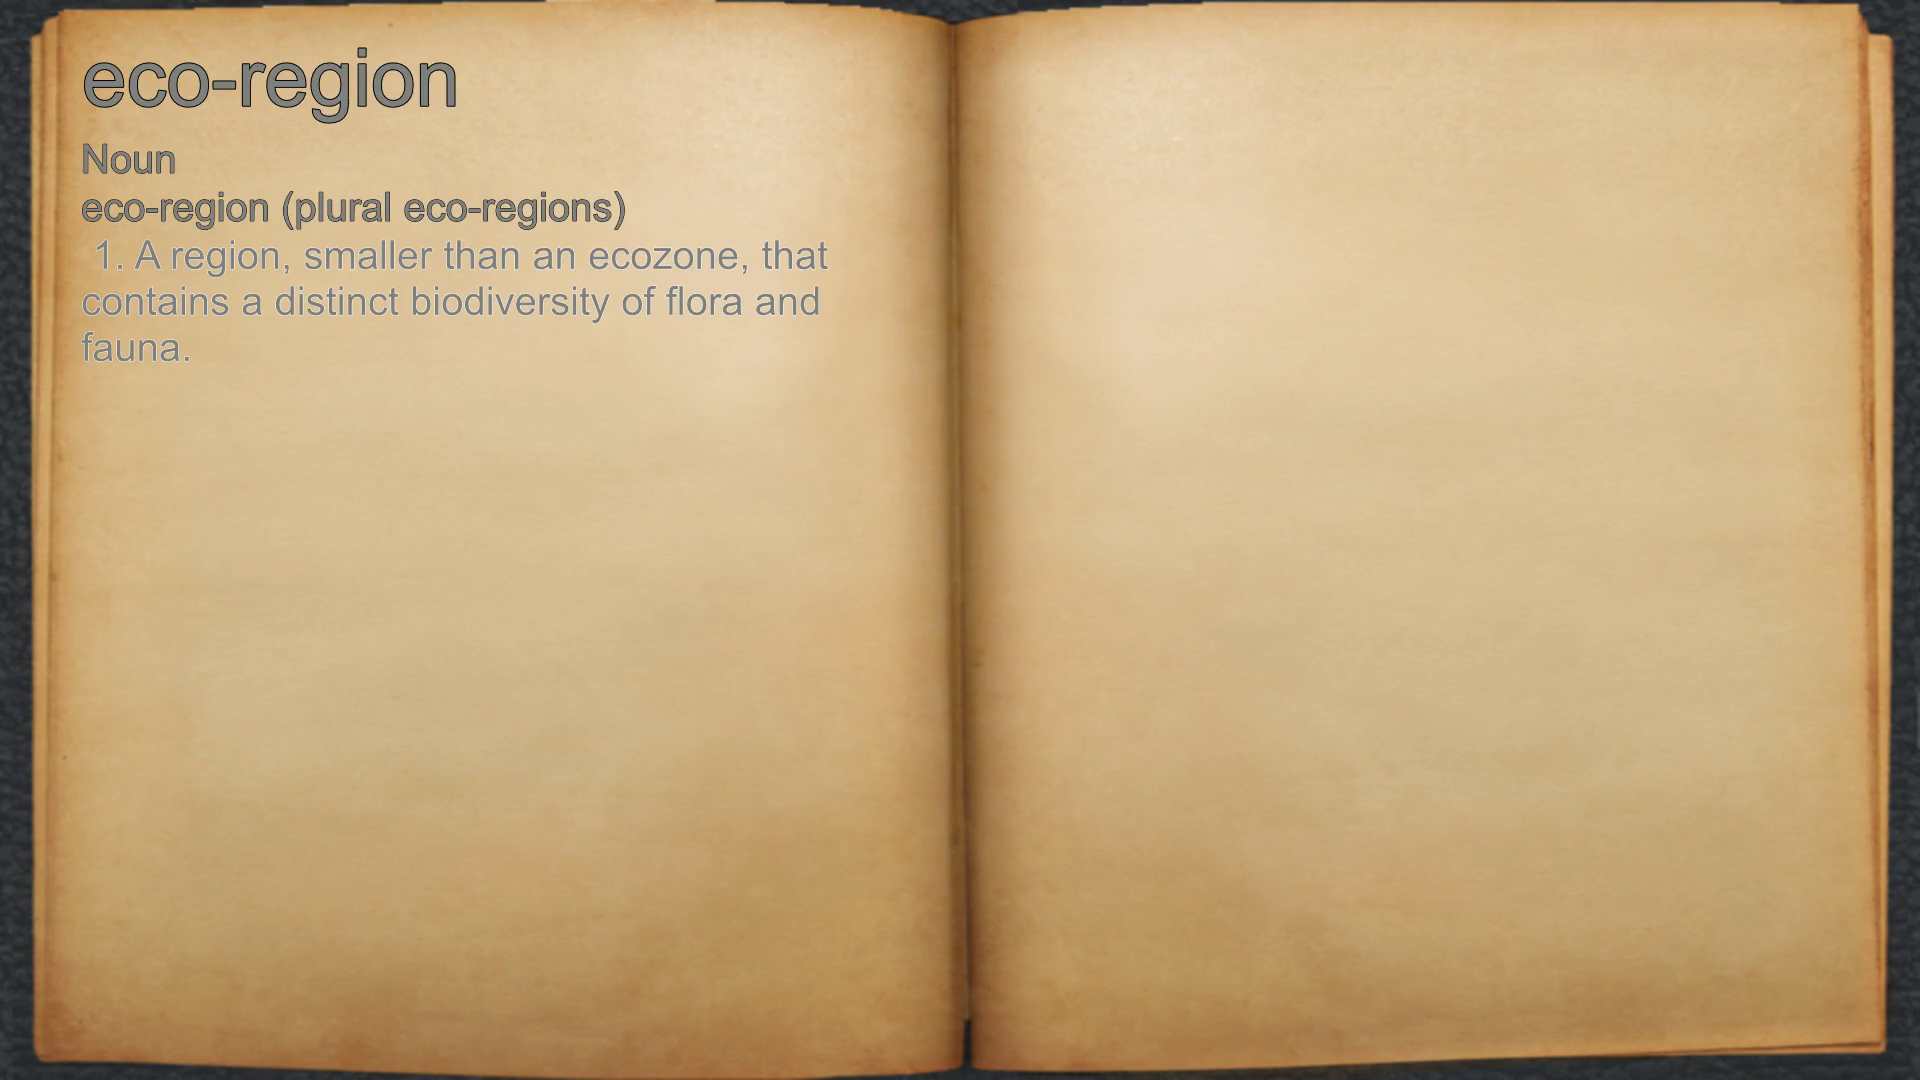 eco-region
Noun
eco-region (plural eco-regions)
1. A region, smaller than an ecozone, that
contains a distinct biodiversity of flora and
fauna.